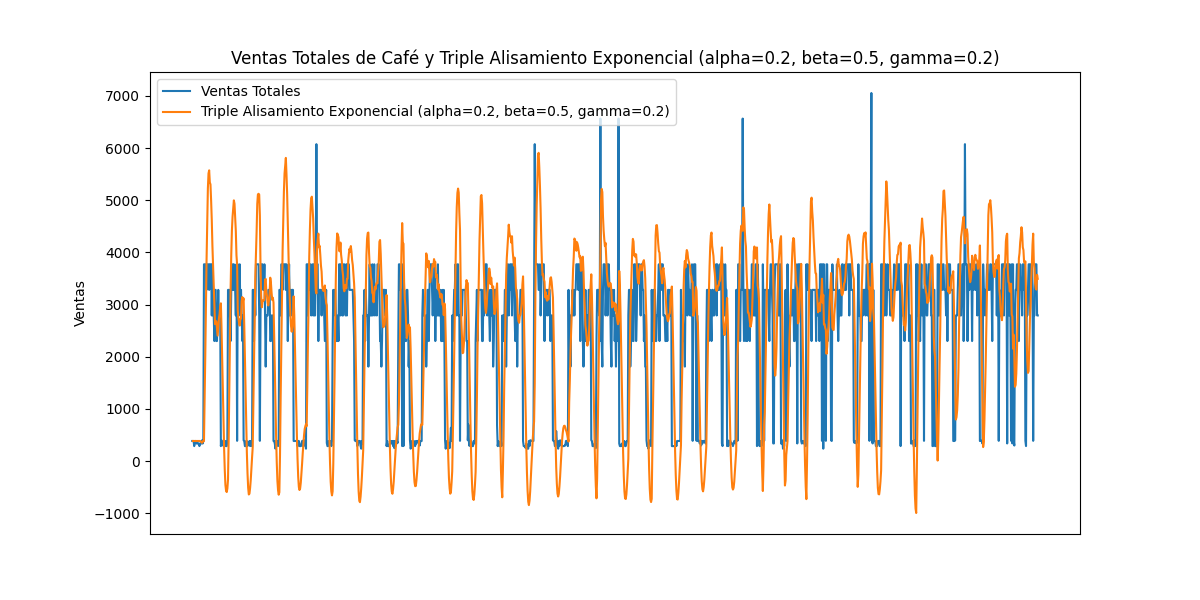 Ventas Totales de Café y Triple Alisamiento Exponencial (alpha=0.2, beta=0.5, gamma=0.2)
Ventas Totales
Triple Alisamiento Exponencial (alpha=0.2, beta=0.5, gamma=0.2)
7000
6000
5000
4000
3000
2000
1000
0
−1000
Ventas